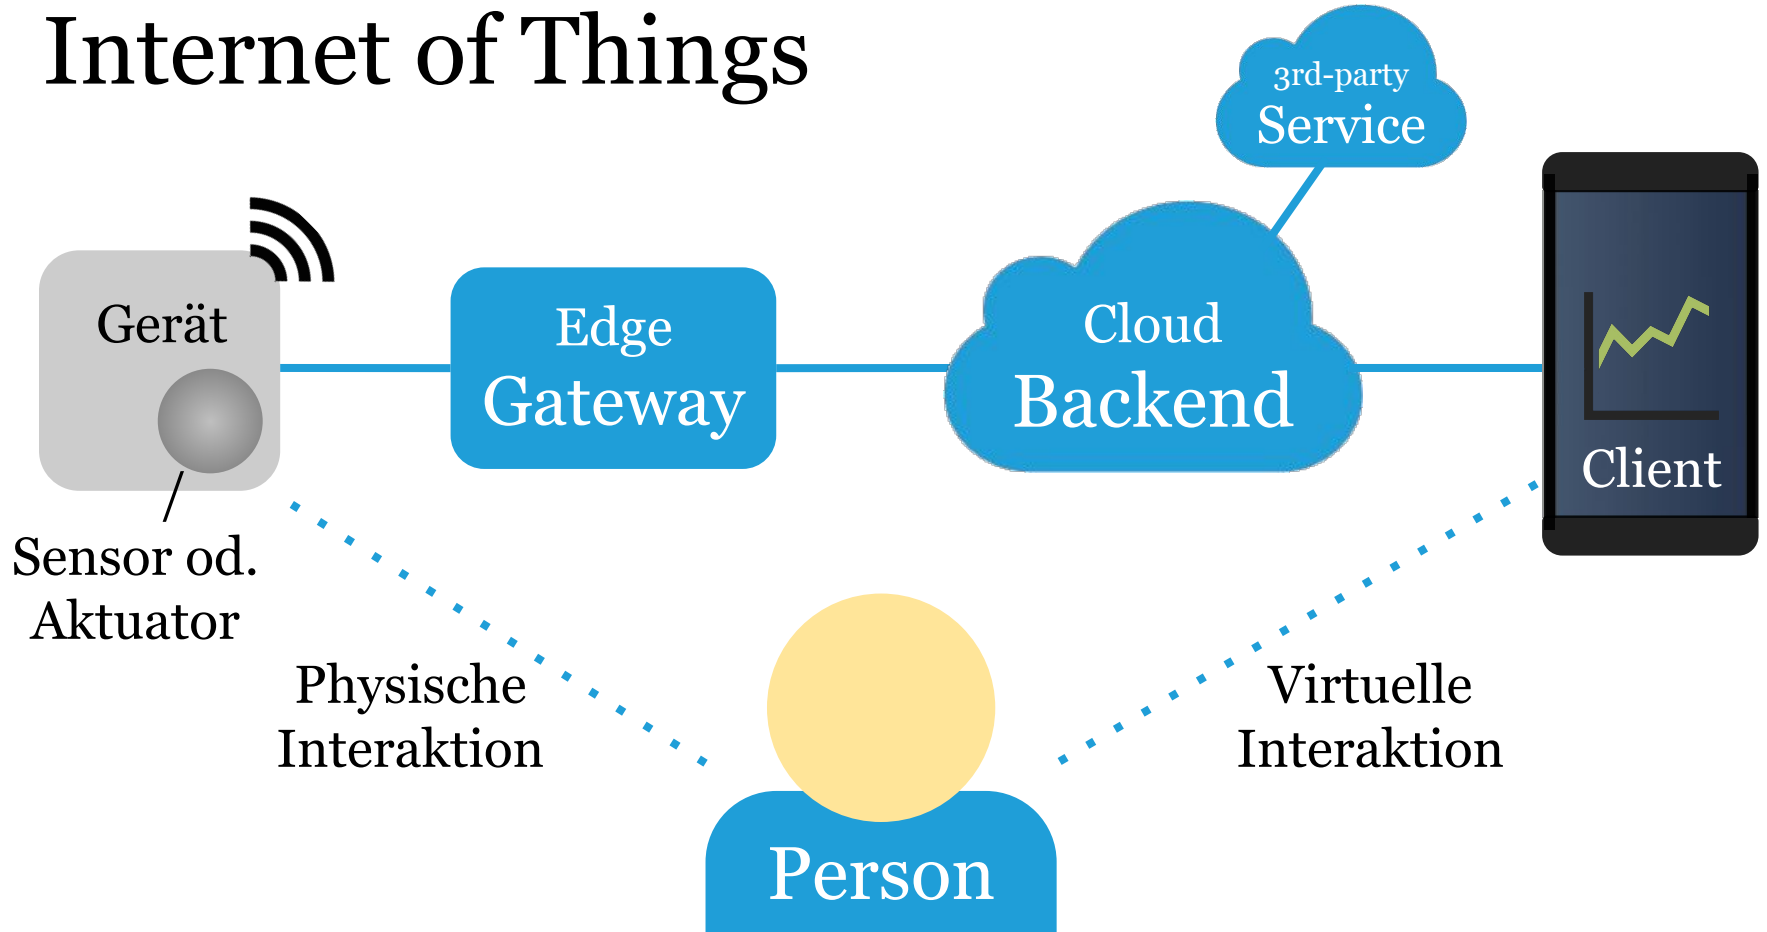 Internet of Things
3rd-party
Service
Gerät
Edge
Gateway
Cloud
Backend
Client
Sensor od.
Aktuator
Physische
Interaktion
Virtuelle
Interaktion
Person